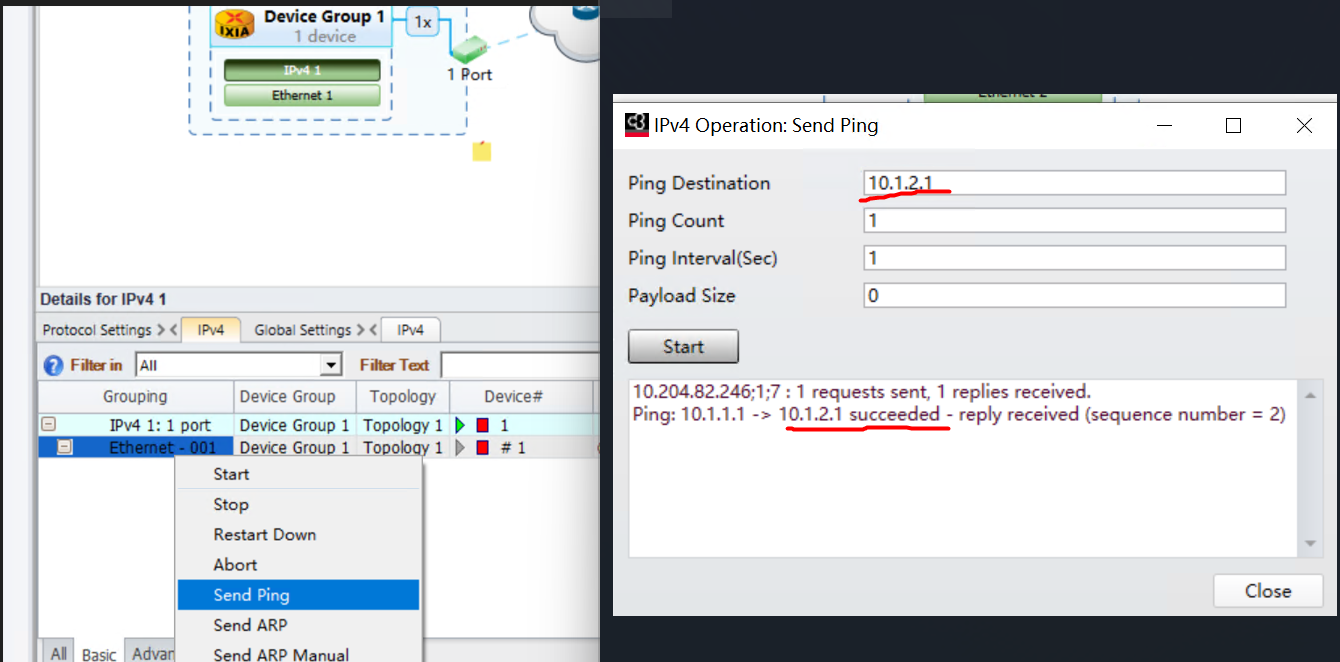 IXIA
Device Group 1
1 device
1x
IPv4 1
Ethernet 1
1 Port
Details for IPv4 1
Protocol Settings
IPv4
Global Settings
IPv4
Filter in
All
Filter Text
Grouping
Device Group
Topology
Device#
IPv4 1: 1 port
Device Group 1
Topology 1
1
Ethernet - 001
Device Group 1
Topology 1
# 1
Start
Stop
Restart Down
Abort
Send Ping
Send ARP
Send ARP Manual
All
Basic
Advan
Ethernet 2
IPv4 Operation: Send Ping
Ping Destination
10.1.2.1
Ping Count
1
Ping Interval(Sec)
1
Payload Size
0
Start
10.204.82.246;1;7 : 1 requests sent, 1 replies received.
Ping: 10.1.1.1 -> 10.1.2.1 succeeded - reply received (sequence number = 2)
Close